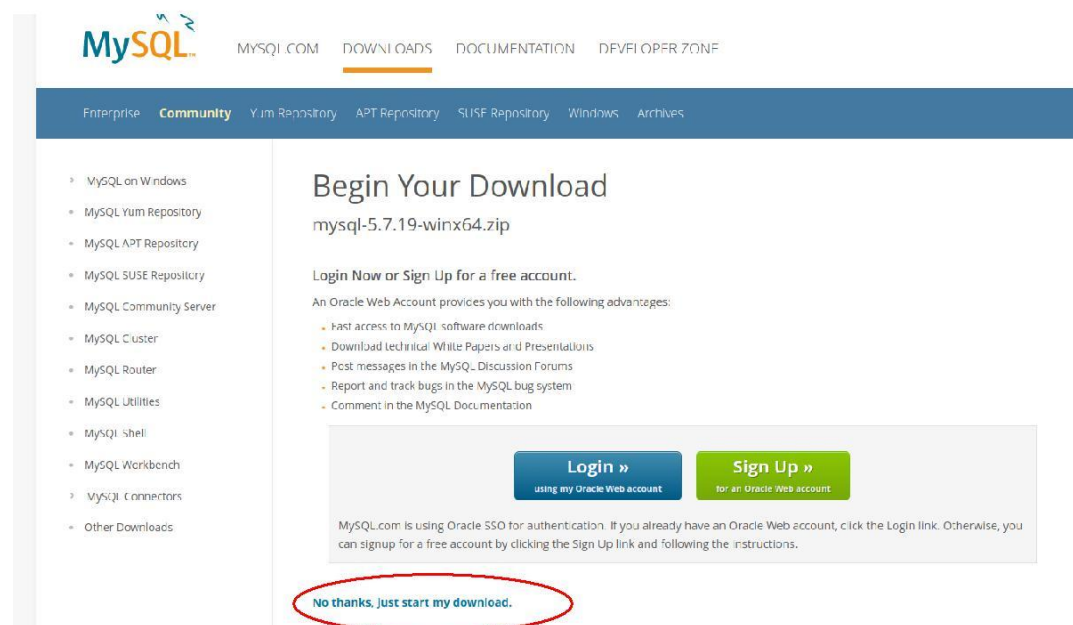 MySQL™
MYSQL.COM DOWNLOADS DOCUMENTATION DEVELOPER ZONE
Enterprise Community Yum Repository APT Repository SUSE Repository Windows Archives
MySQL on Windows
MySQL Yum Repository
MySQL APT Repository
MySQL SUSE Repository
MySQL Community Server
MySQL Cluster
MySQL Router
MySQL Utilities
MySQL Shell
MySQL Workbench
MySQL Connectors
Other Downloads
Begin Your Download
mysql-5.7.19-winx64.zip
Login Now or Sign Up for a free account.
An Oracle Web Account provides you with the following advantages:
Fast access to MySQL software downloads
Download technical White Papers and Presentations
Post messages in the MySQL Discussion Forums
Report and track bugs in the MySQL bug system
Comment in the MySQL Documentation
Login »
using my Oracle Web account
Sign Up »
for an Oracle Web account
MySQL.com is using Oracle SSO for authentication. If you already have an Oracle Web account, click the Login link. Otherwise, you
can signup for a free account by clicking the Sign Up link and following the instructions.
No thanks, just start my download.